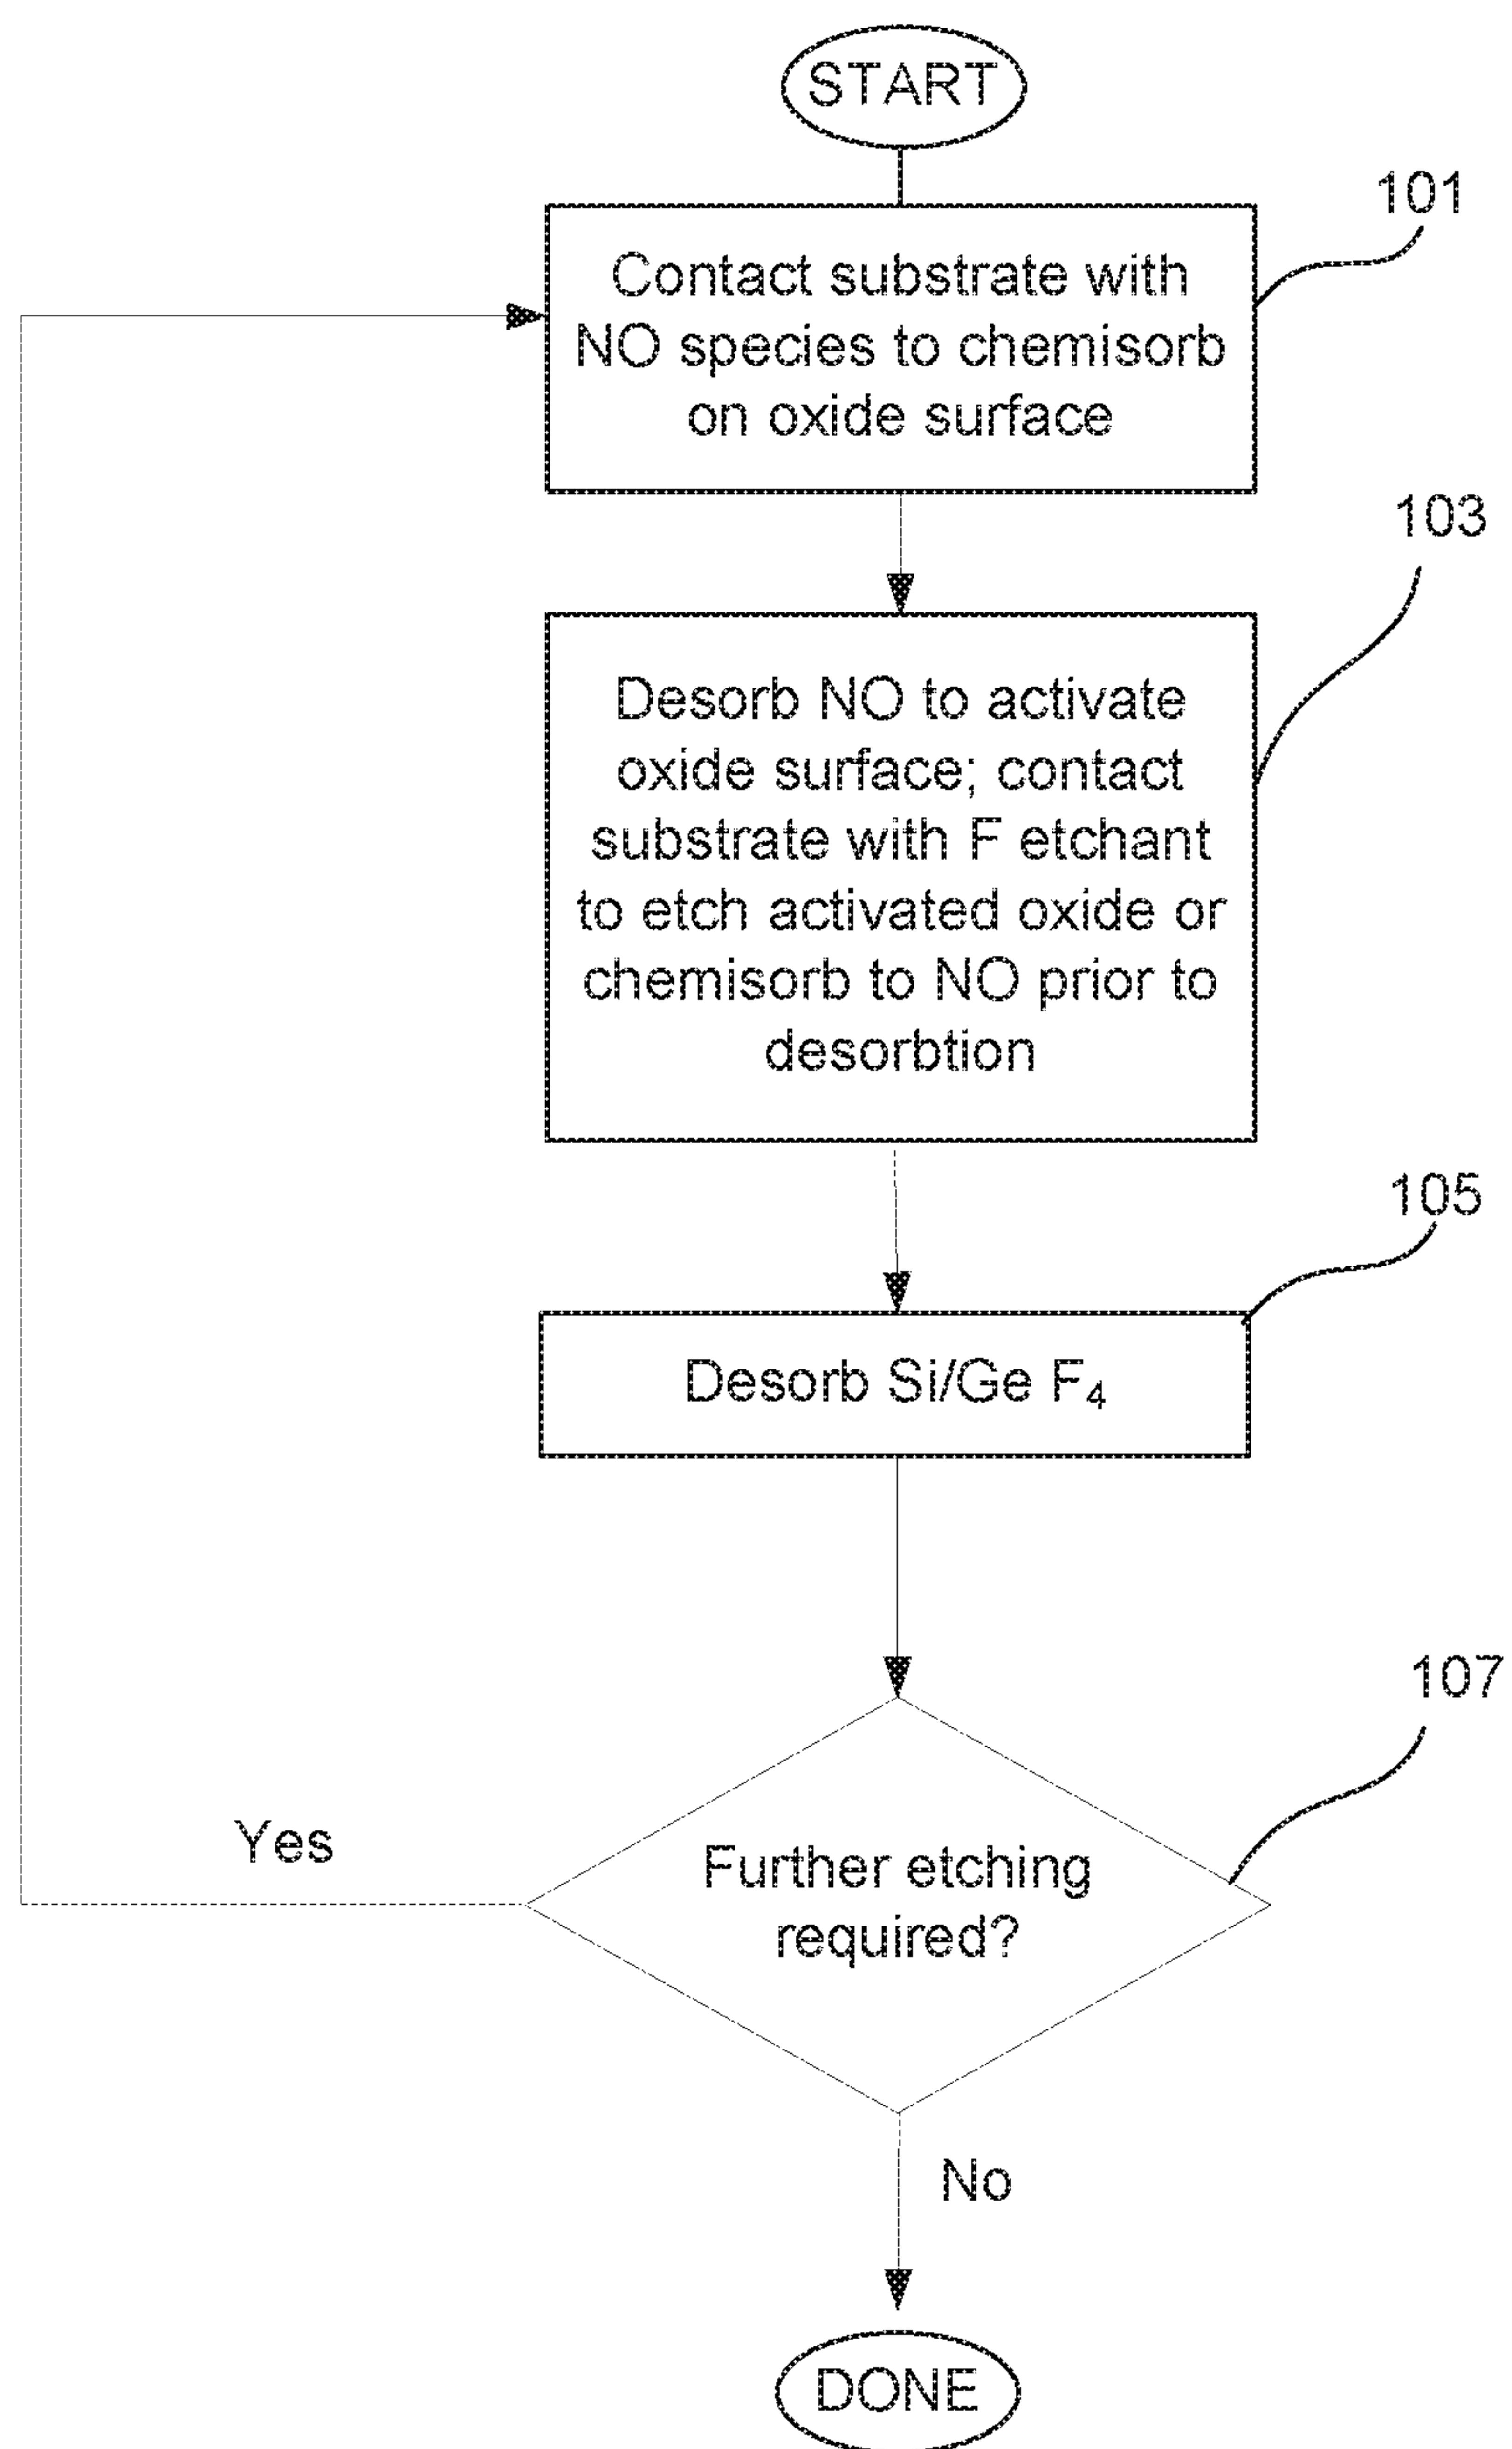 START
101
Contact substrate with
NO species to chemisorb
on oxide surface
103
Desorb NO to activate
oxide surface; contact
substrate with F etchant
to etch activated oxide or
chemisorb to NO prior to
desorbtion
105
Desorb Si/Ge F₄
107
Further etching
required?
Yes
No
DONE